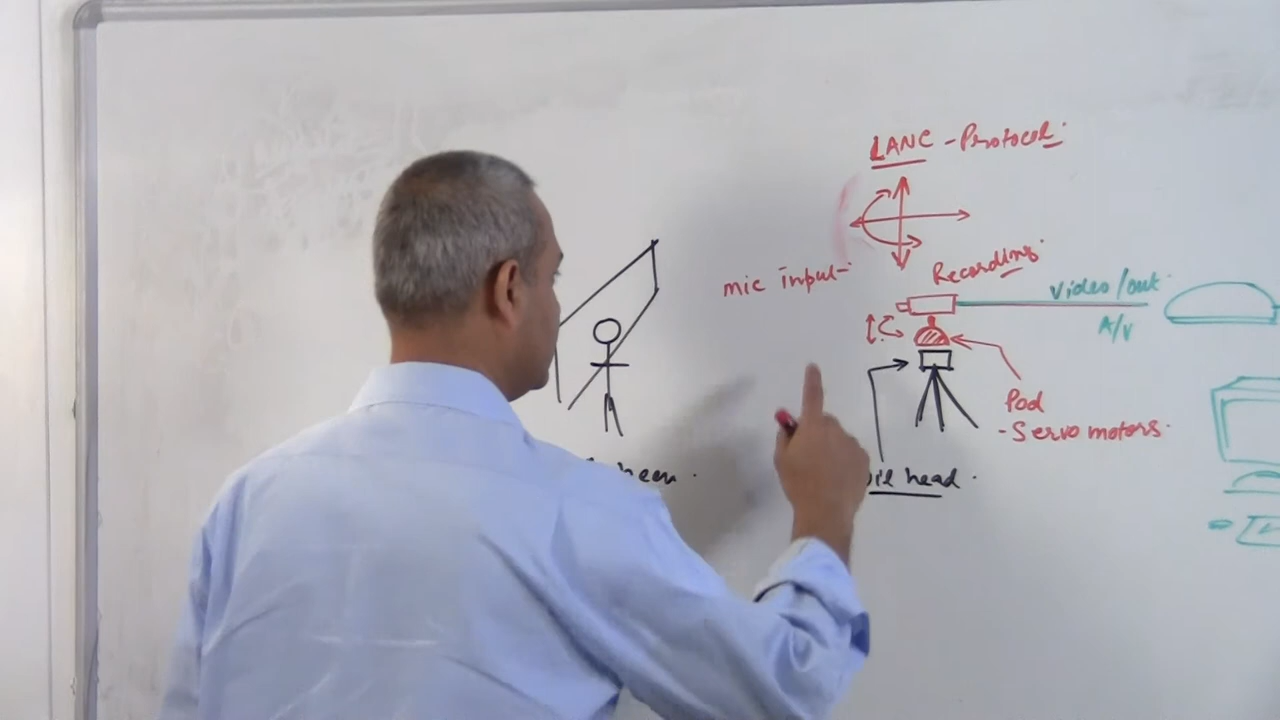 LANC - Protocol
mic input -
Recording
Video/out
A/V
Pod
- Servo motors
head